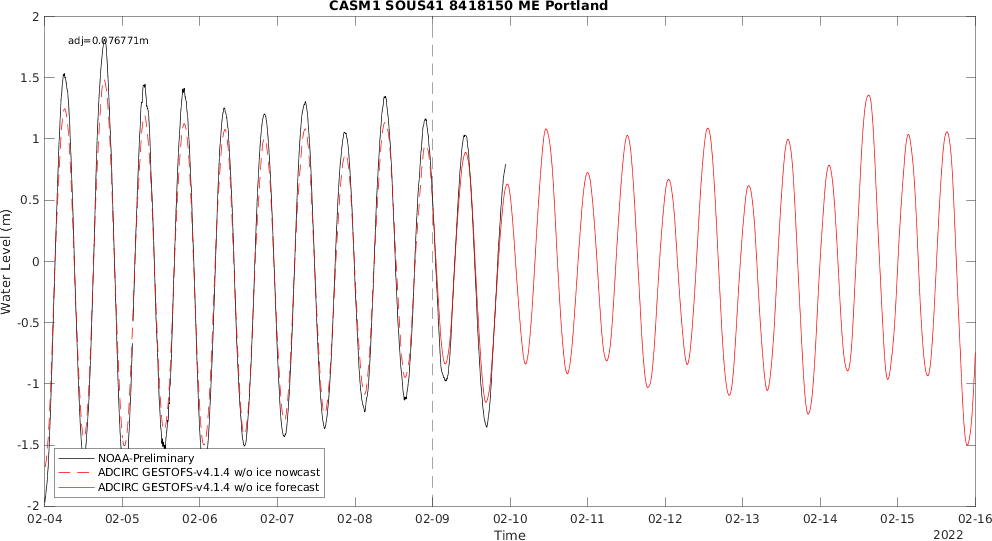 CASM1 SOUS41 8418150 ME Portland
adj=0.076771m
2
1.5
1
0.5
0
-0.5
-1
-1.5
-2
Water Level (m)
NOAA-Preliminary
ADCIRC GESTOFS-v4.1.4 w/o ice nowcast
ADCIRC GESTOFS-v4.1.4 w/o ice forecast
02-04 02-05 02-06 02-07 02-08 02-09 02-10 02-11 02-12 02-13 02-14 02-15 02-16
Time
2022